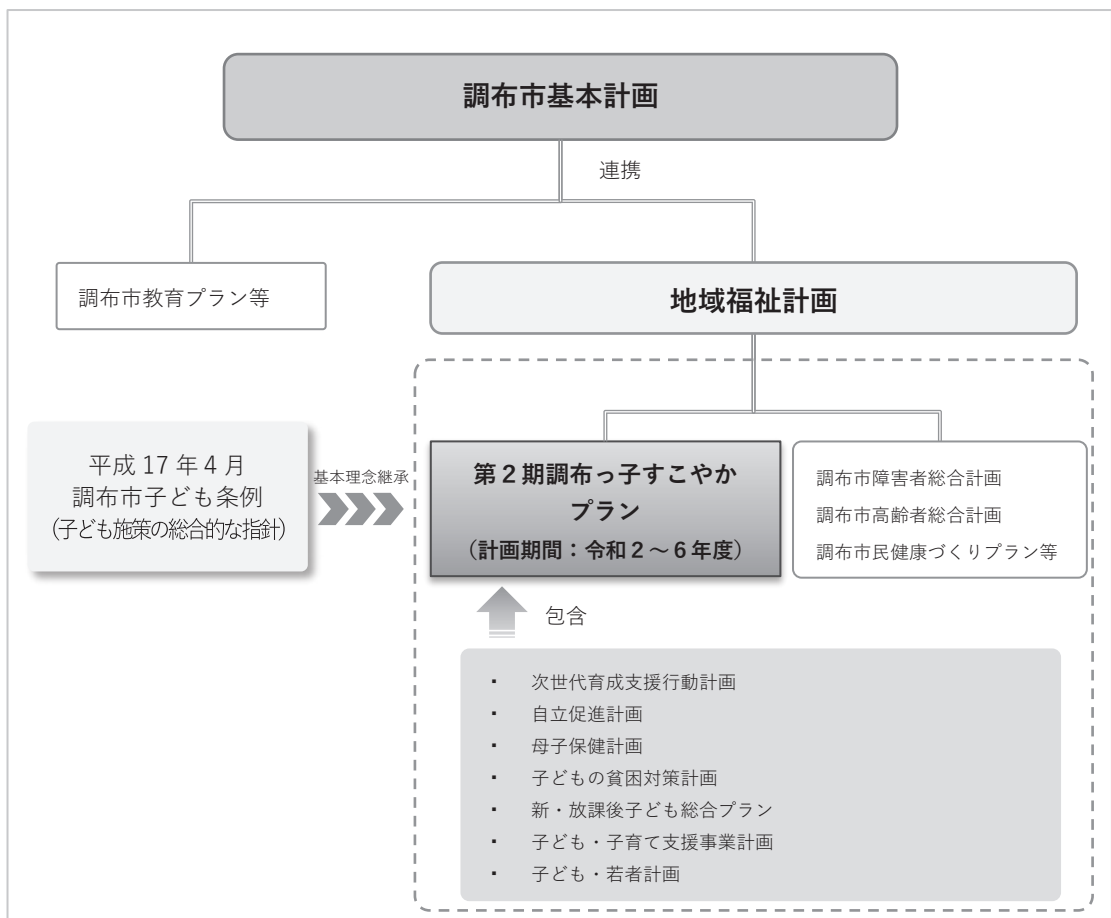 調布市基本計画
連携
調布市教育プラン等
地域福祉計画
平成 17 年 4 月
調布市子ども条例
(子ども施策の総合的な指針)
基本理念継承
第 2 期調布っ子すこやか
プラン
（計画期間：令和 2 ～ 6 年度）
調布市障害者総合計画
調布市高齢者総合計画
調布市民健康づくりプラン等
包含
・ 次世代育成支援行動計画
・ 自立促進計画
・ 母子保健計画
・ 子どもの貧困対策計画
・ 新・放課後子ども総合プラン
・ 子ども・子育て支援事業計画
・ 子ども・若者計画